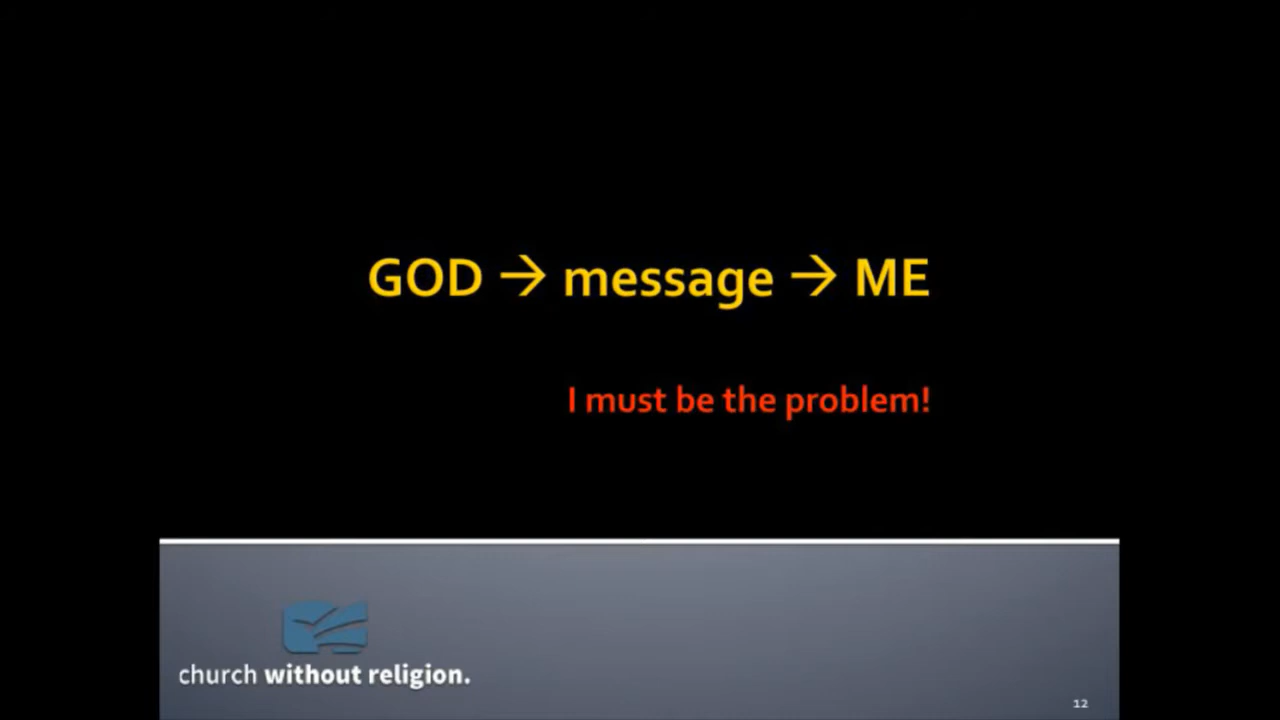 GOD → message → ME
I must be the problem!
church without religion.
12